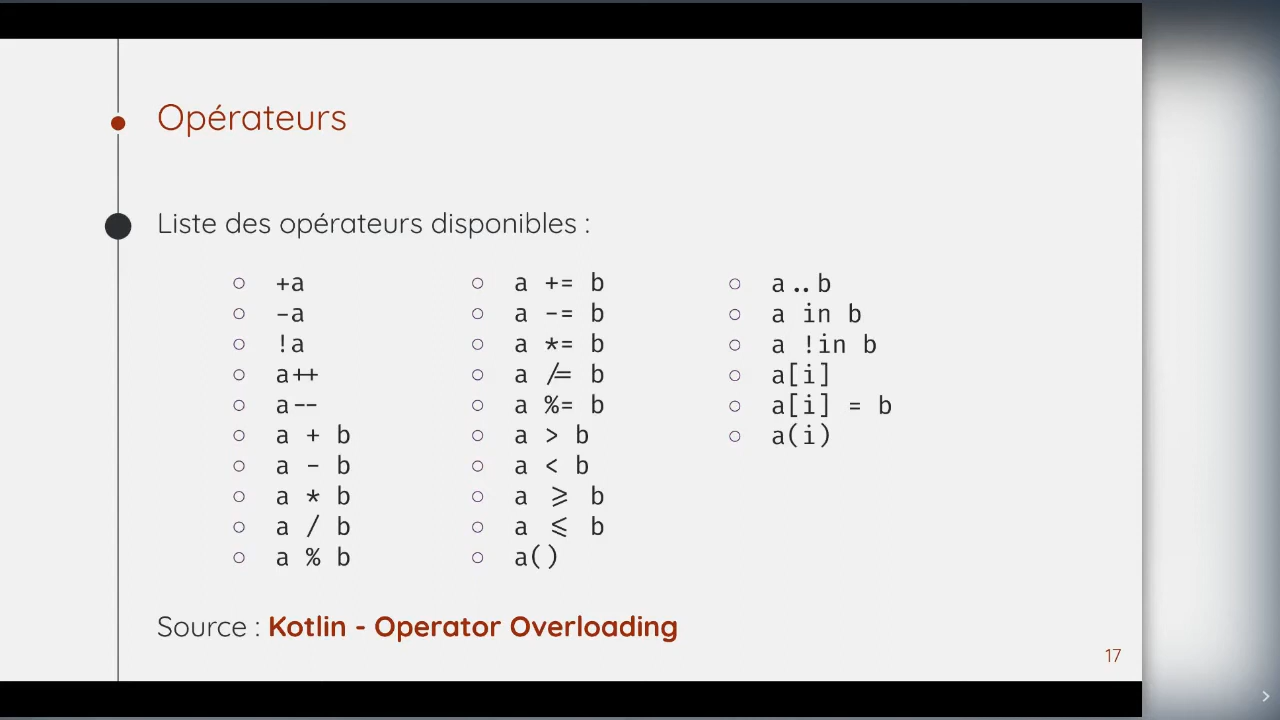 Opérateurs
Liste des opérateurs disponibles :
+a
-a
!a
a++
a--
a + b
a - b
a * b
a / b
a % b
a += b
a -= b
a *= b
a /= b
a %= b
a > b
a < b
a ⩾ b
a ⩽ b
a()
a..b
a in b
a !in b
a[i]
a[i] = b
a(i)
Source : Kotlin - Operator Overloading
17